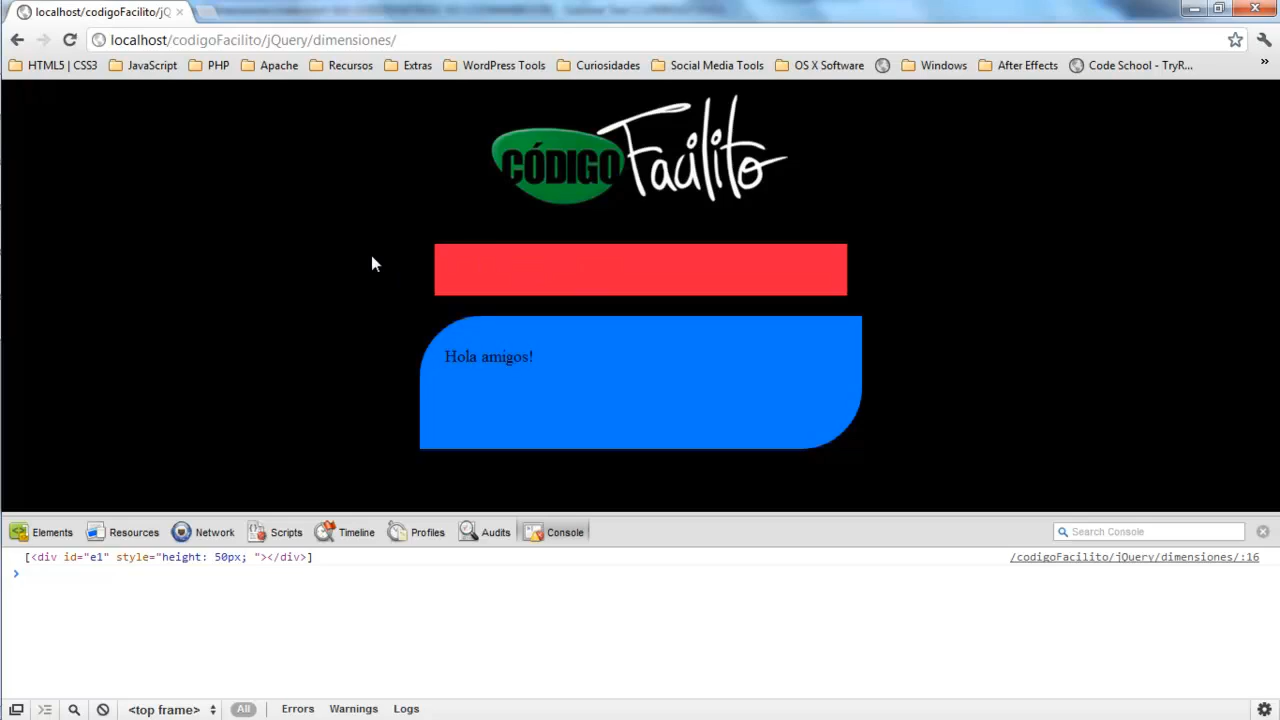 localhost/codigoFacilito/jQ
localhost/codigoFacilito/jQuery/dimensiones/
HTML5 | CSS3 JavaScript PHP Apache Recursos Extras WordPress Tools Curiosidades Social Media Tools OS X Software Windows After Effects Code School - TryR... »
CÓDIGO Facilito
Hola amigos!
Elements Resources Network Scripts Timeline Profiles Audits Console Search Console
[<div id="e1" style="height: 50px; "></div>] /codigoFacilito/jQuery/dimensiones/:16
>
<top frame> All Errors Warnings Logs